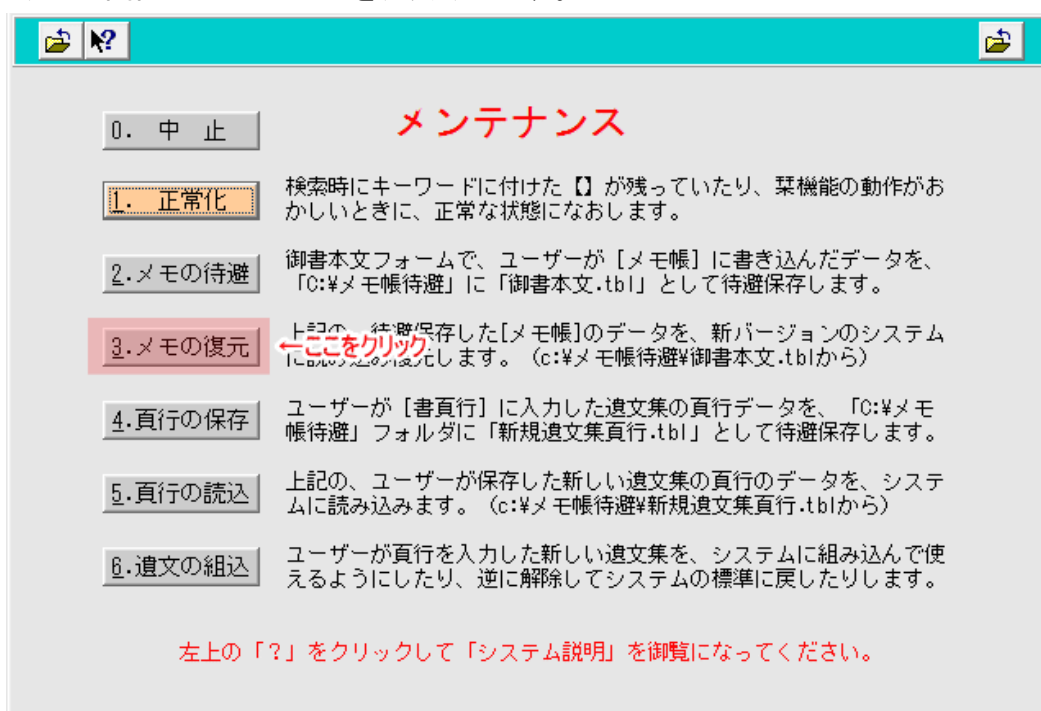 メンテナンス
0. 中 止
1. 正常化
検索時にキーワードに付けた【】が残っていたり、栞機能の動作がお
かしいときに、正常な状態になおします。
2.メモの待避
御書本文フォームで、ユーザーが[メモ帳]に書き込んだデータを、
「C:¥メモ帳待避」に「御書本文.tbl」として待避保存します。
3.メモの復元
←ここをクリック
上記の、待避保存した[メモ帳]のデータを、新バージョンのシステム
に読み込み復元します。(c:¥メモ帳待避¥御書本文.tblから)
4.頁行の保存
ユーザーが[書頁行]に入力した遺文集の頁行データを、「C:¥メモ
帳待避」フォルダに「新規遺文集頁行.tbl」として待避保存します。
5.頁行の読込
上記の、ユーザーが保存した新しい遺文集の頁行のデータを、システ
ムに読み込みます。(c:¥メモ帳待避¥新規遺文集頁行.tblから)
6.遺文の組込
ユーザーが頁行を入力した新しい遺文集を、システムに組み込んで使
えるようにしたり、逆に解除してシステムの標準に戻したりします。
左上の「?」をクリックして「システム説明」を御覧になってください。